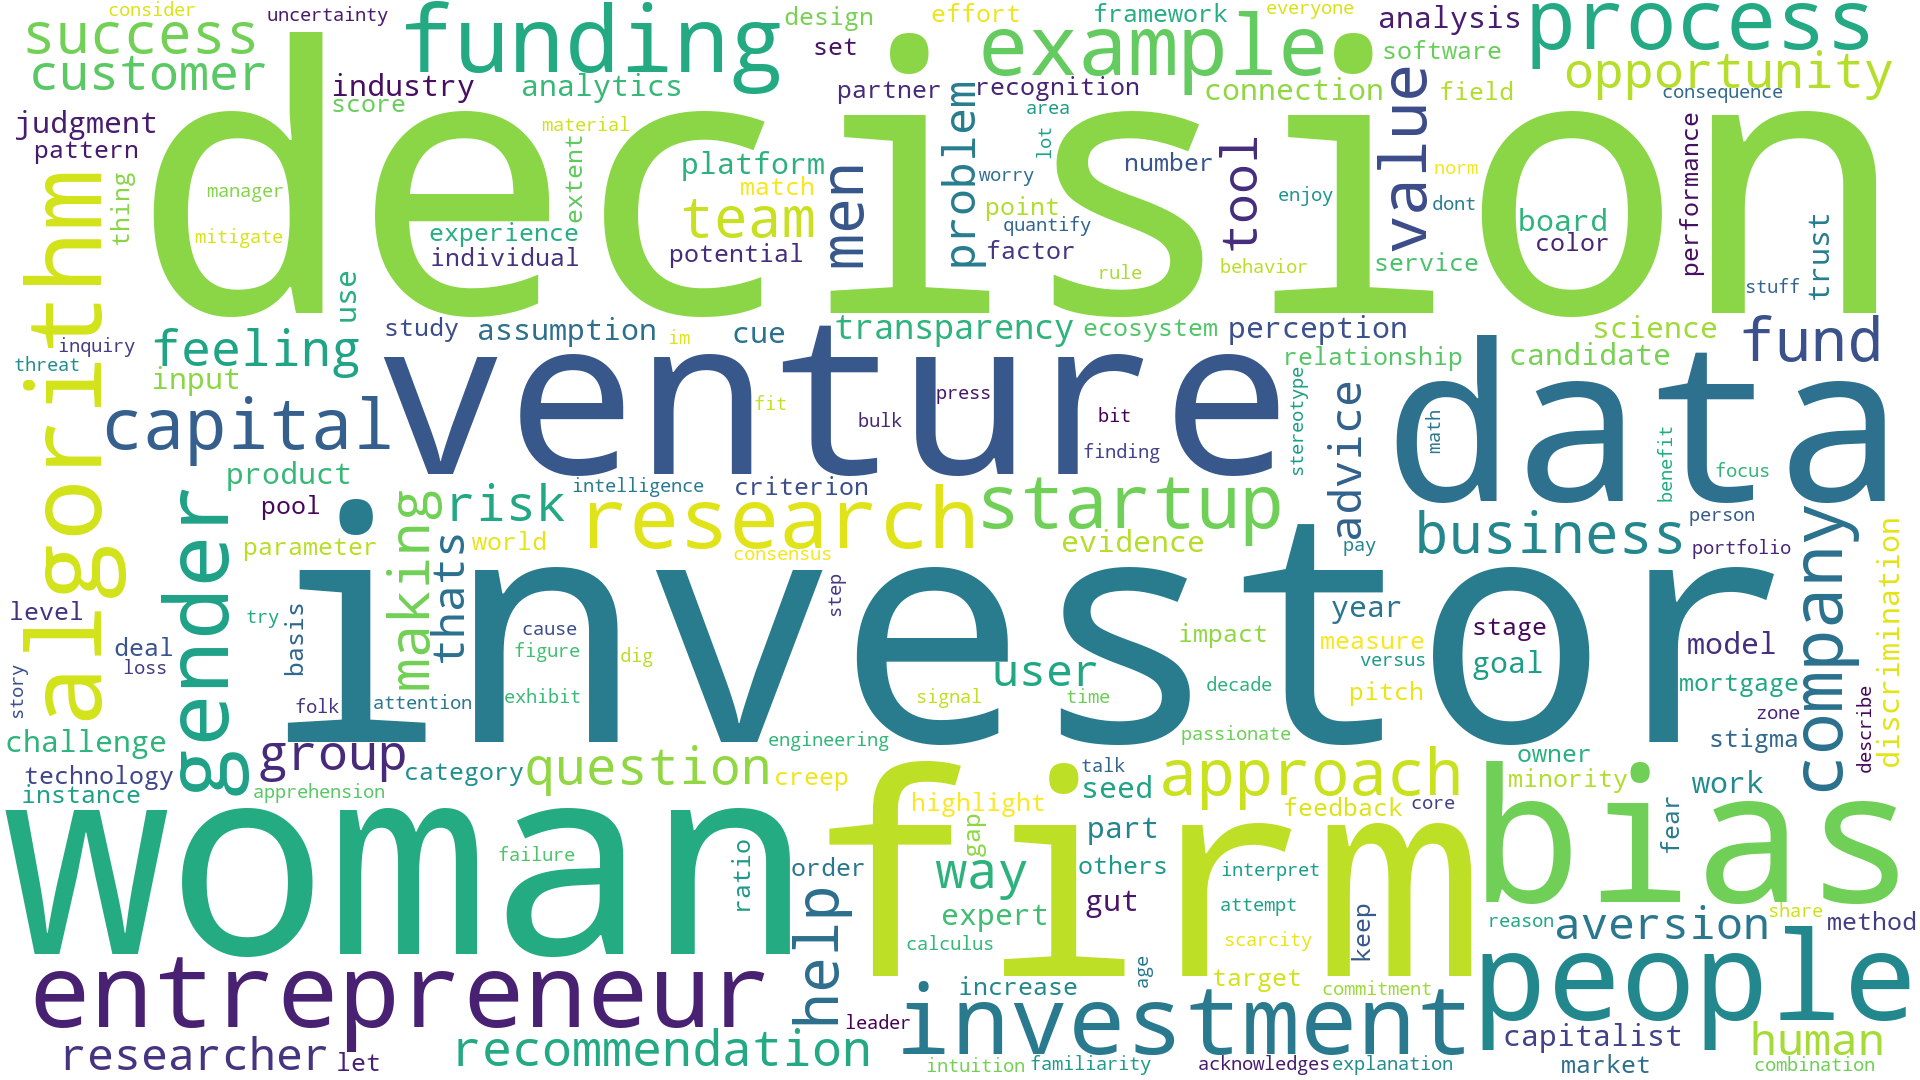 consider
uncertainty
success
customer
funding
industry
score
analytics
material
design
set
effort
framework
everyone
analysis
software
example
process
opportunity
partner
recognition
area
connection
field
consequence
judgment
pattern
decision
algorithm
thing
manager
mitigate
extent
platform
match
team
experience
individual
potential
men
problem
lot
worry
number
point
quantify
factor
rule
tool
behavior
enjoy
value
norm
dont
service
board
color
performance
trust
stuff
use
feeling
inquiry
threat
input
study
assumption
im
cue
transparency
ecosystem
perception
relationship
science
candidate
fund
capital
venture
fit
bulk
press
bit
finding
stereotype
advice
data
math
benefit
focus
product
pool
gender
parameter
making
risk
thats
world
intelligence
criterion
research
consensus
startup
evidence
pay
business
person
portfolio
company
discrimination
level
deal
loss
story
try
basis
investor
cause
figure
exhibit
dig
step
folk
attention
signal
user
time
impact
decade
passionate
year
measure
versus
pitch
stage
goal
model
mortgage
zone
stigma
describe
challenge
technology
instance
group
apprehension
category
question
engineering
creep
talk
seed
approach
owner
minority
work
highlight
feedback
core
woman
failure
ratio
order
help
firm
gap
part
way
others
expert
gut
calculus
interpret
attempt
scarcity
keep
bias
fear
reason
aversion
share
method
entrepreneur
increase
age
target
commitment
people
leader
investment
researcher
let
recommendation
intuition
familiarity
acknowledges
explanation
capitalist
market
human
combination